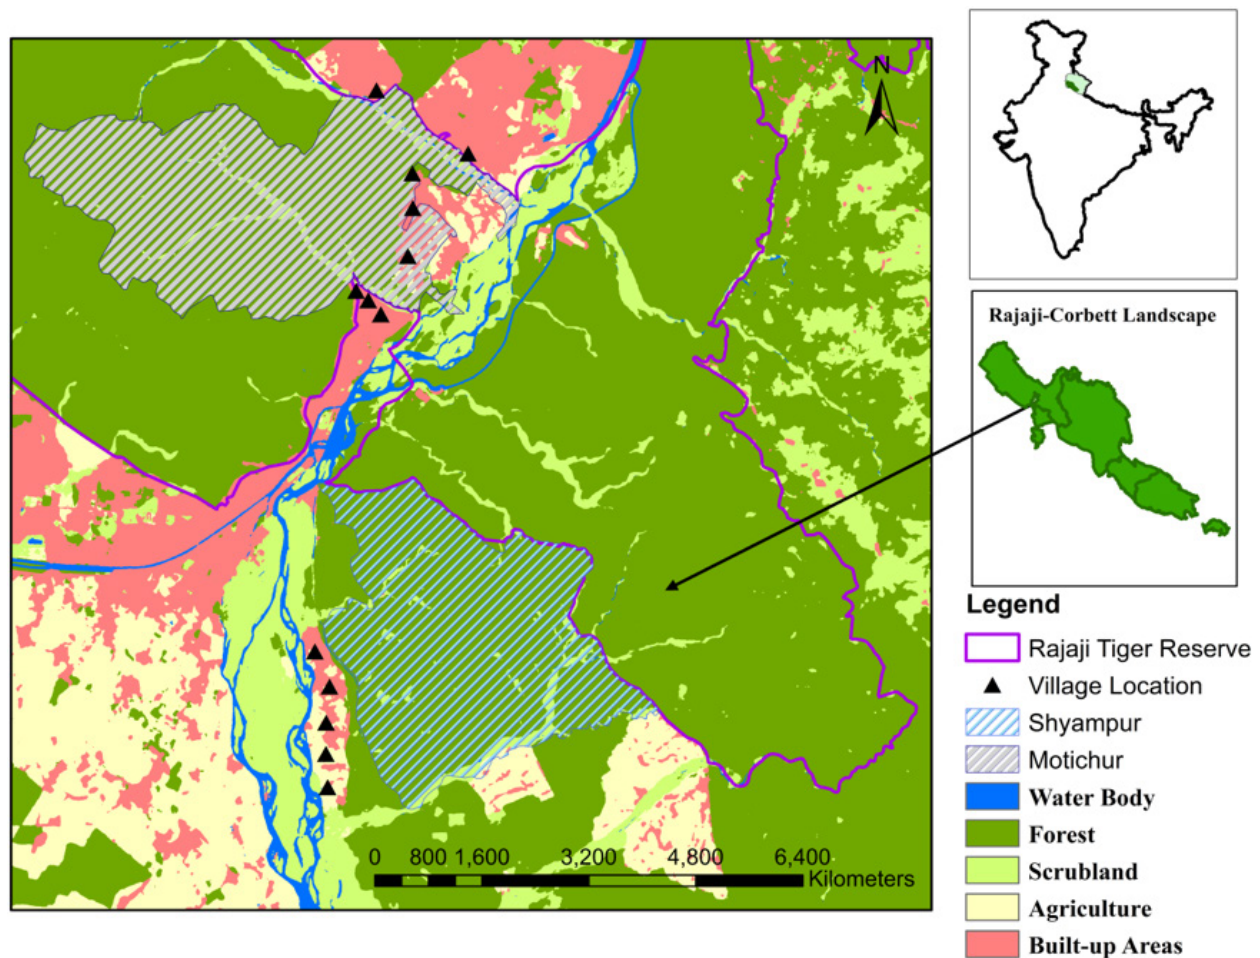 N
0 800 1,600 3,200 4,800 6,400
Kilometers
Rajaji-Corbett Landscape
Legend
Rajaji Tiger Reserve
Village Location
Shyampur
Motichur
Water Body
Forest
Scrubland
Agriculture
Built-up Areas